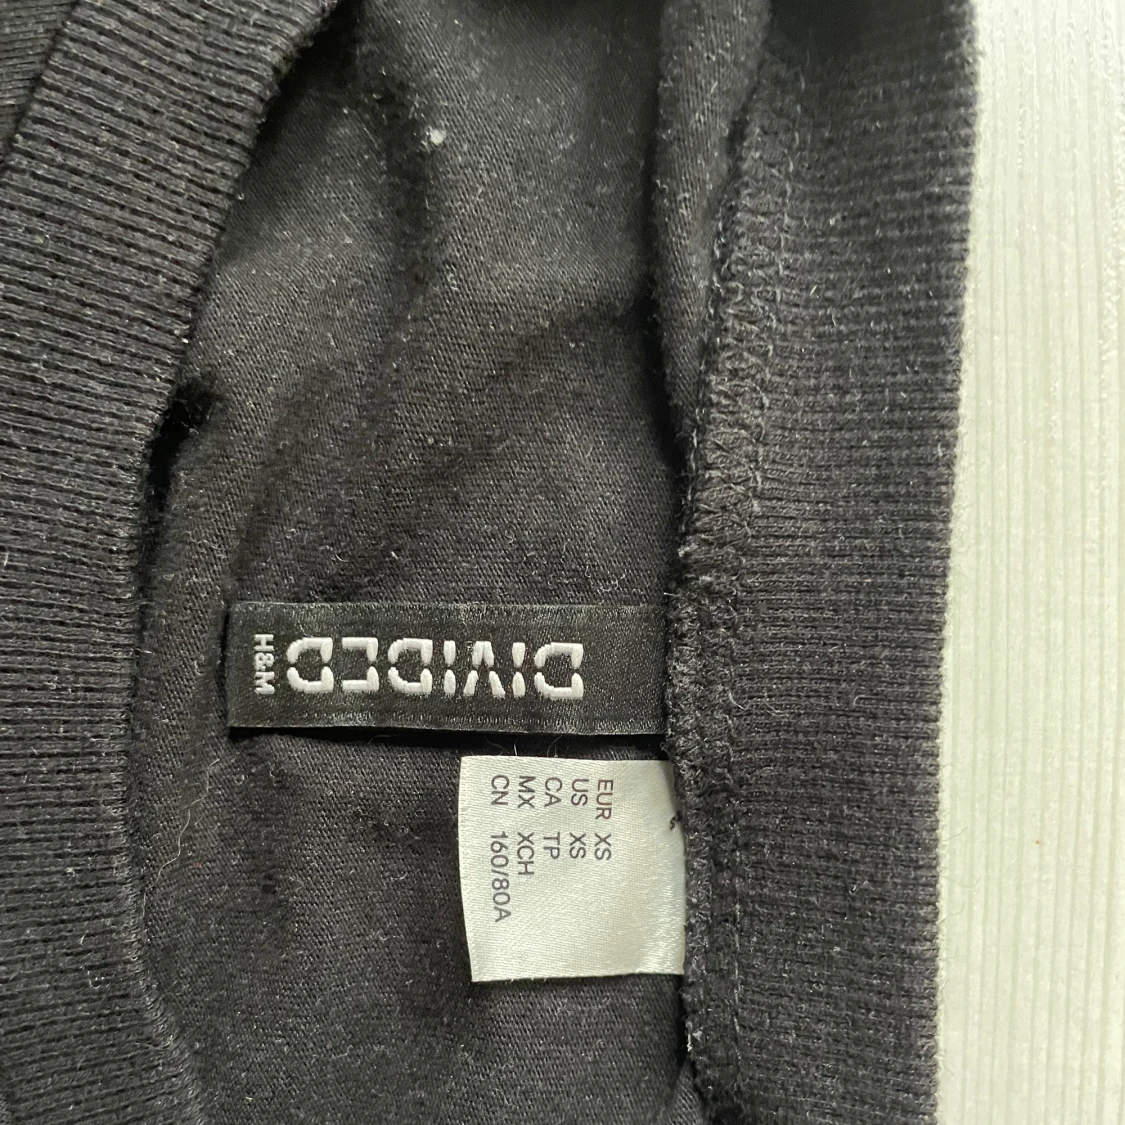 DIVIDED
H&M
EUR XS
US XS
CA TP
MX XCH
CN 160/80A